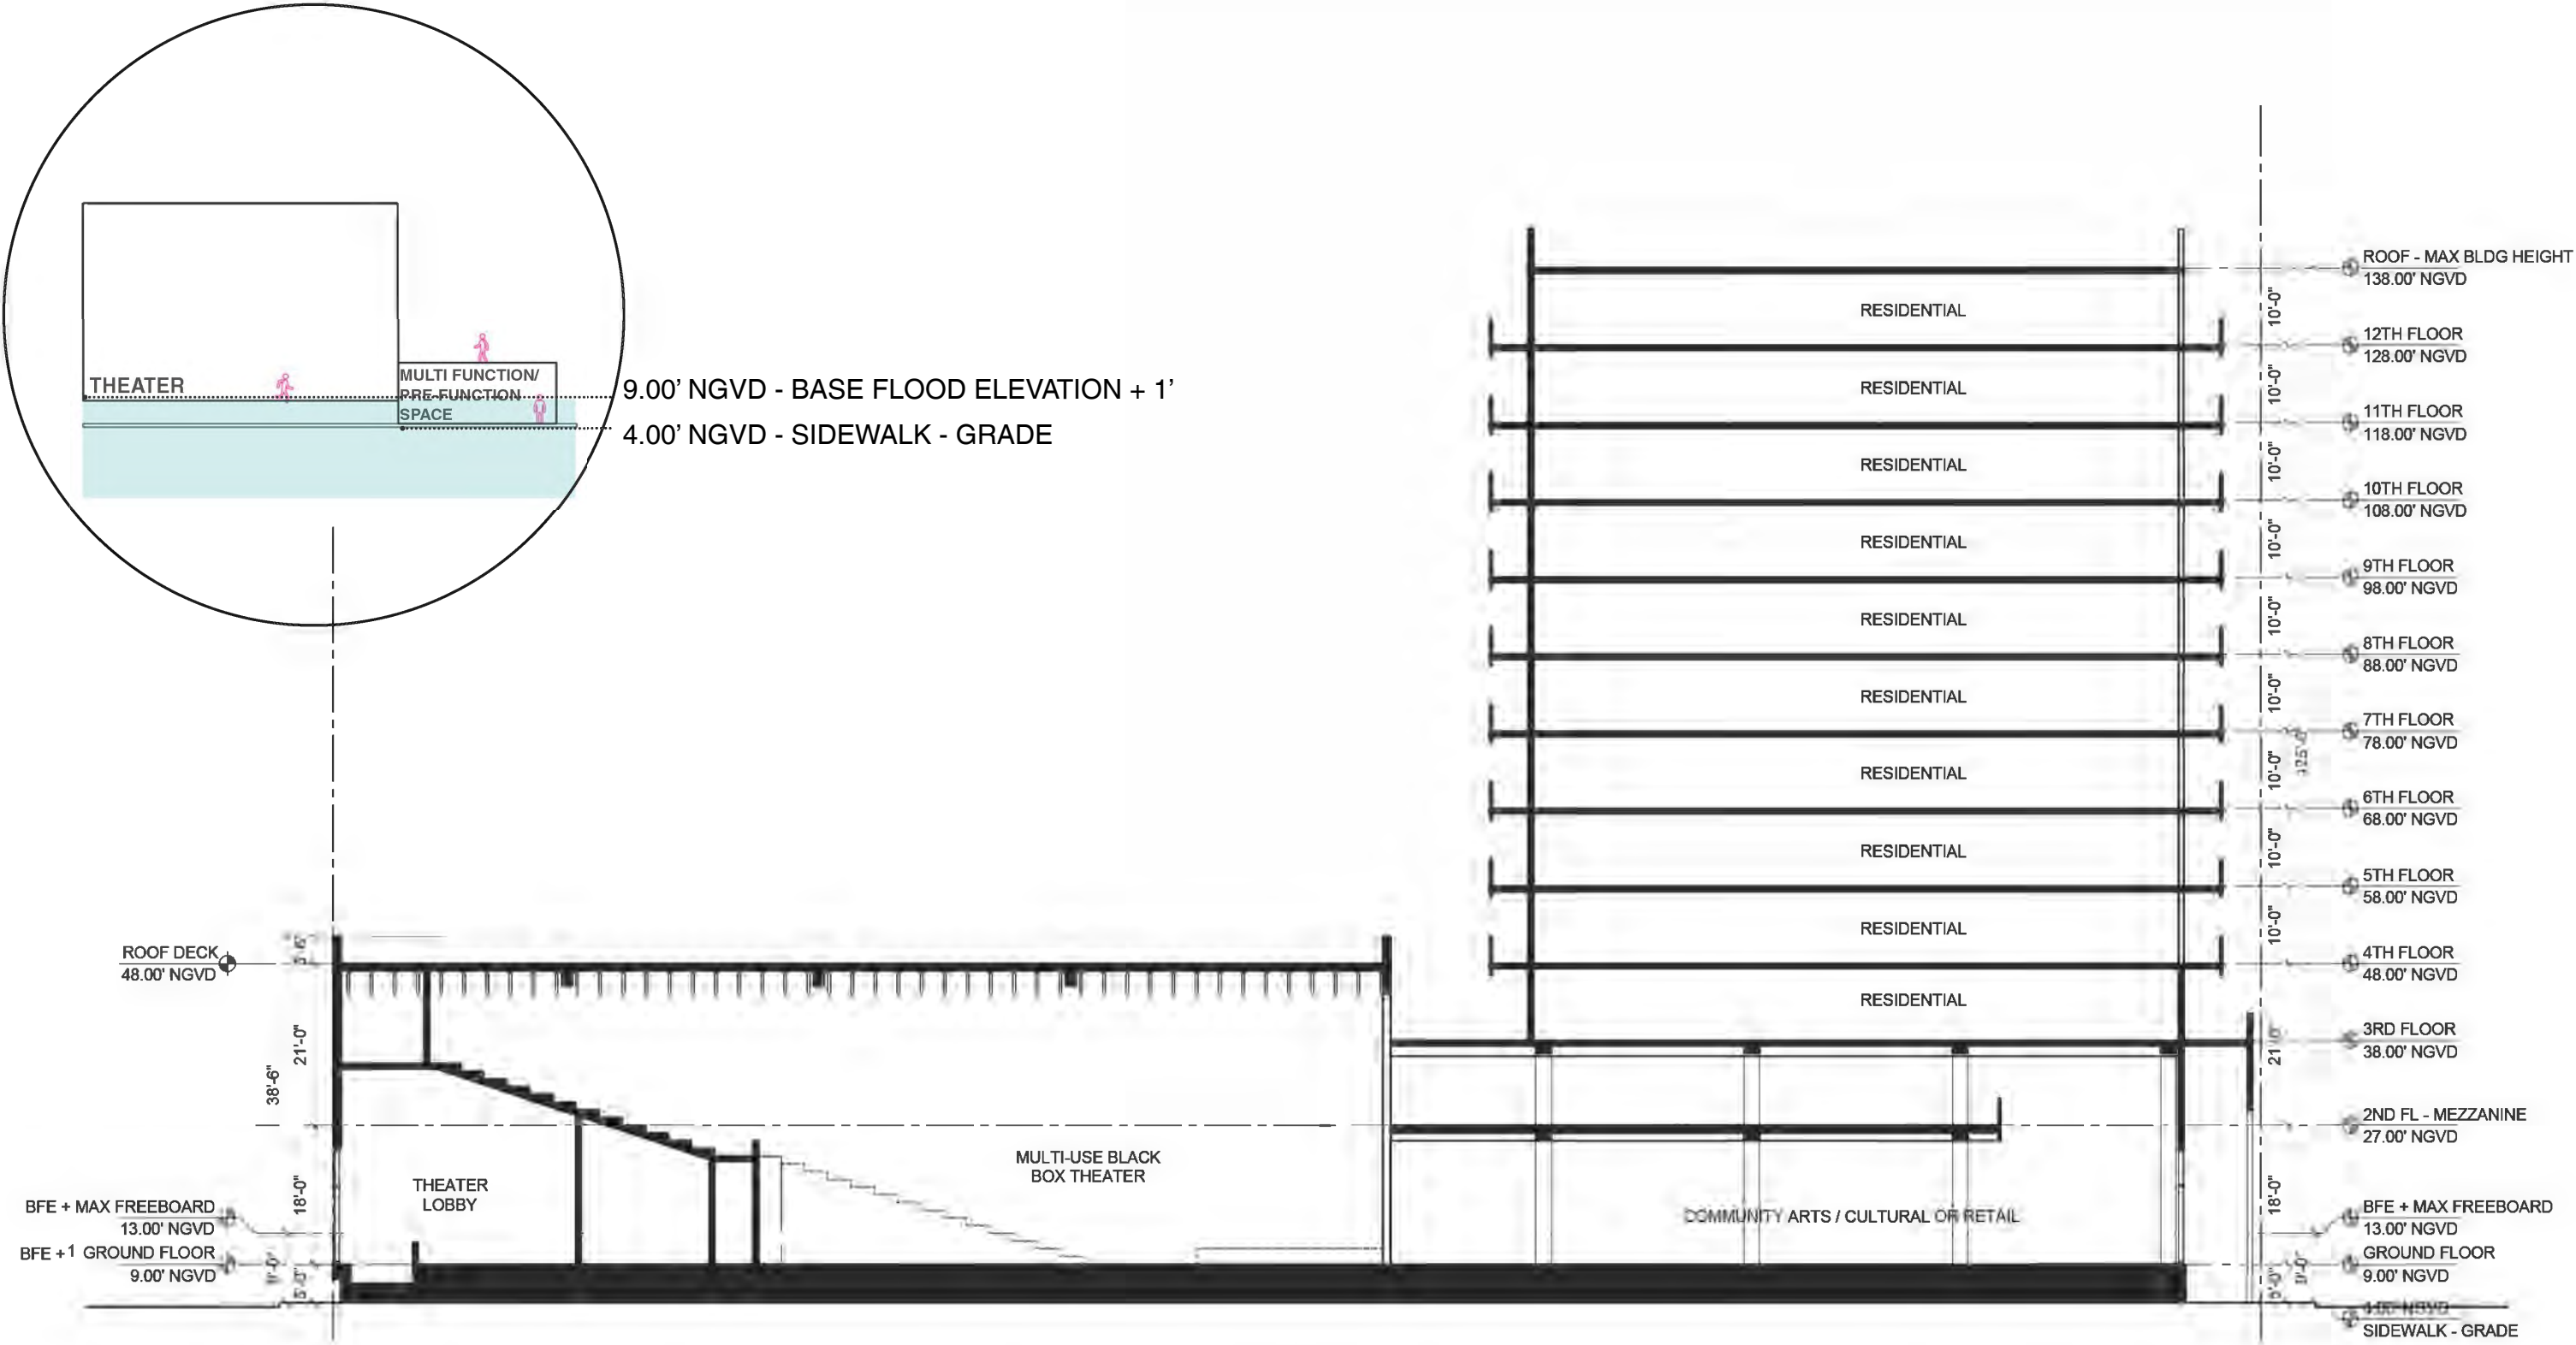 THEATER
MULTI FUNCTION/
PRE-FUNCTION
SPACE
9.00' NGVD - BASE FLOOD ELEVATION + 1'
4.00' NGVD - SIDEWALK - GRADE
ROOF - MAX BLDG HEIGHT
138.00' NGVD
10'-0"
RESIDENTIAL
12TH FLOOR
128.00' NGVD
10'-0"
RESIDENTIAL
11TH FLOOR
118.00' NGVD
10'-0"
RESIDENTIAL
10TH FLOOR
108.00' NGVD
10'-0"
RESIDENTIAL
9TH FLOOR
98.00' NGVD
10'-0"
RESIDENTIAL
8TH FLOOR
88.00' NGVD
10'-0"
RESIDENTIAL
7TH FLOOR
78.00' NGVD
10'-0"
RESIDENTIAL
6TH FLOOR
68.00' NGVD
10'-0"
RESIDENTIAL
5TH FLOOR
58.00' NGVD
10'-0"
RESIDENTIAL
4TH FLOOR
48.00' NGVD
RESIDENTIAL
3RD FLOOR
38.00' NGVD
2ND FL - MEZZANINE
27.00' NGVD
18'-0"
BFE + MAX FREEBOARD
13.00' NGVD
GROUND FLOOR
9.00' NGVD
5'-0"
4.00' NGVD
SIDEWALK - GRADE
ROOF DECK
48.00' NGVD
21'-0"
38'-6"
18'-0"
BFE + MAX FREEBOARD
13.00' NGVD
BFE +1 GROUND FLOOR
9.00' NGVD
5'-0"
THEATER
LOBBY
MULTI-USE BLACK
BOX THEATER
COMMUNITY ARTS / CULTURAL OR RETAIL